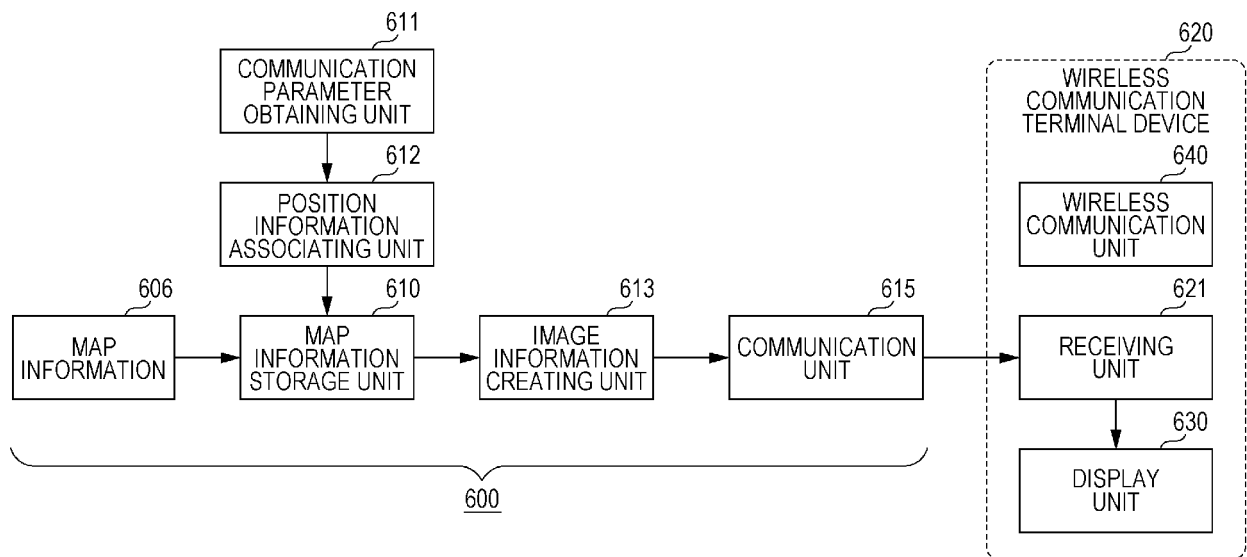 611
COMMUNICATION
PARAMETER
OBTAINING UNIT
612
POSITION
INFORMATION
ASSOCIATING UNIT
606
MAP
INFORMATION
610
MAP
INFORMATION
STORAGE UNIT
613
IMAGE
INFORMATION
CREATING UNIT
615
COMMUNICATION
UNIT
600
620
WIRELESS
COMMUNICATION
TERMINAL DEVICE
640
WIRELESS
COMMUNICATION
UNIT
621
RECEIVING
UNIT
630
DISPLAY
UNIT